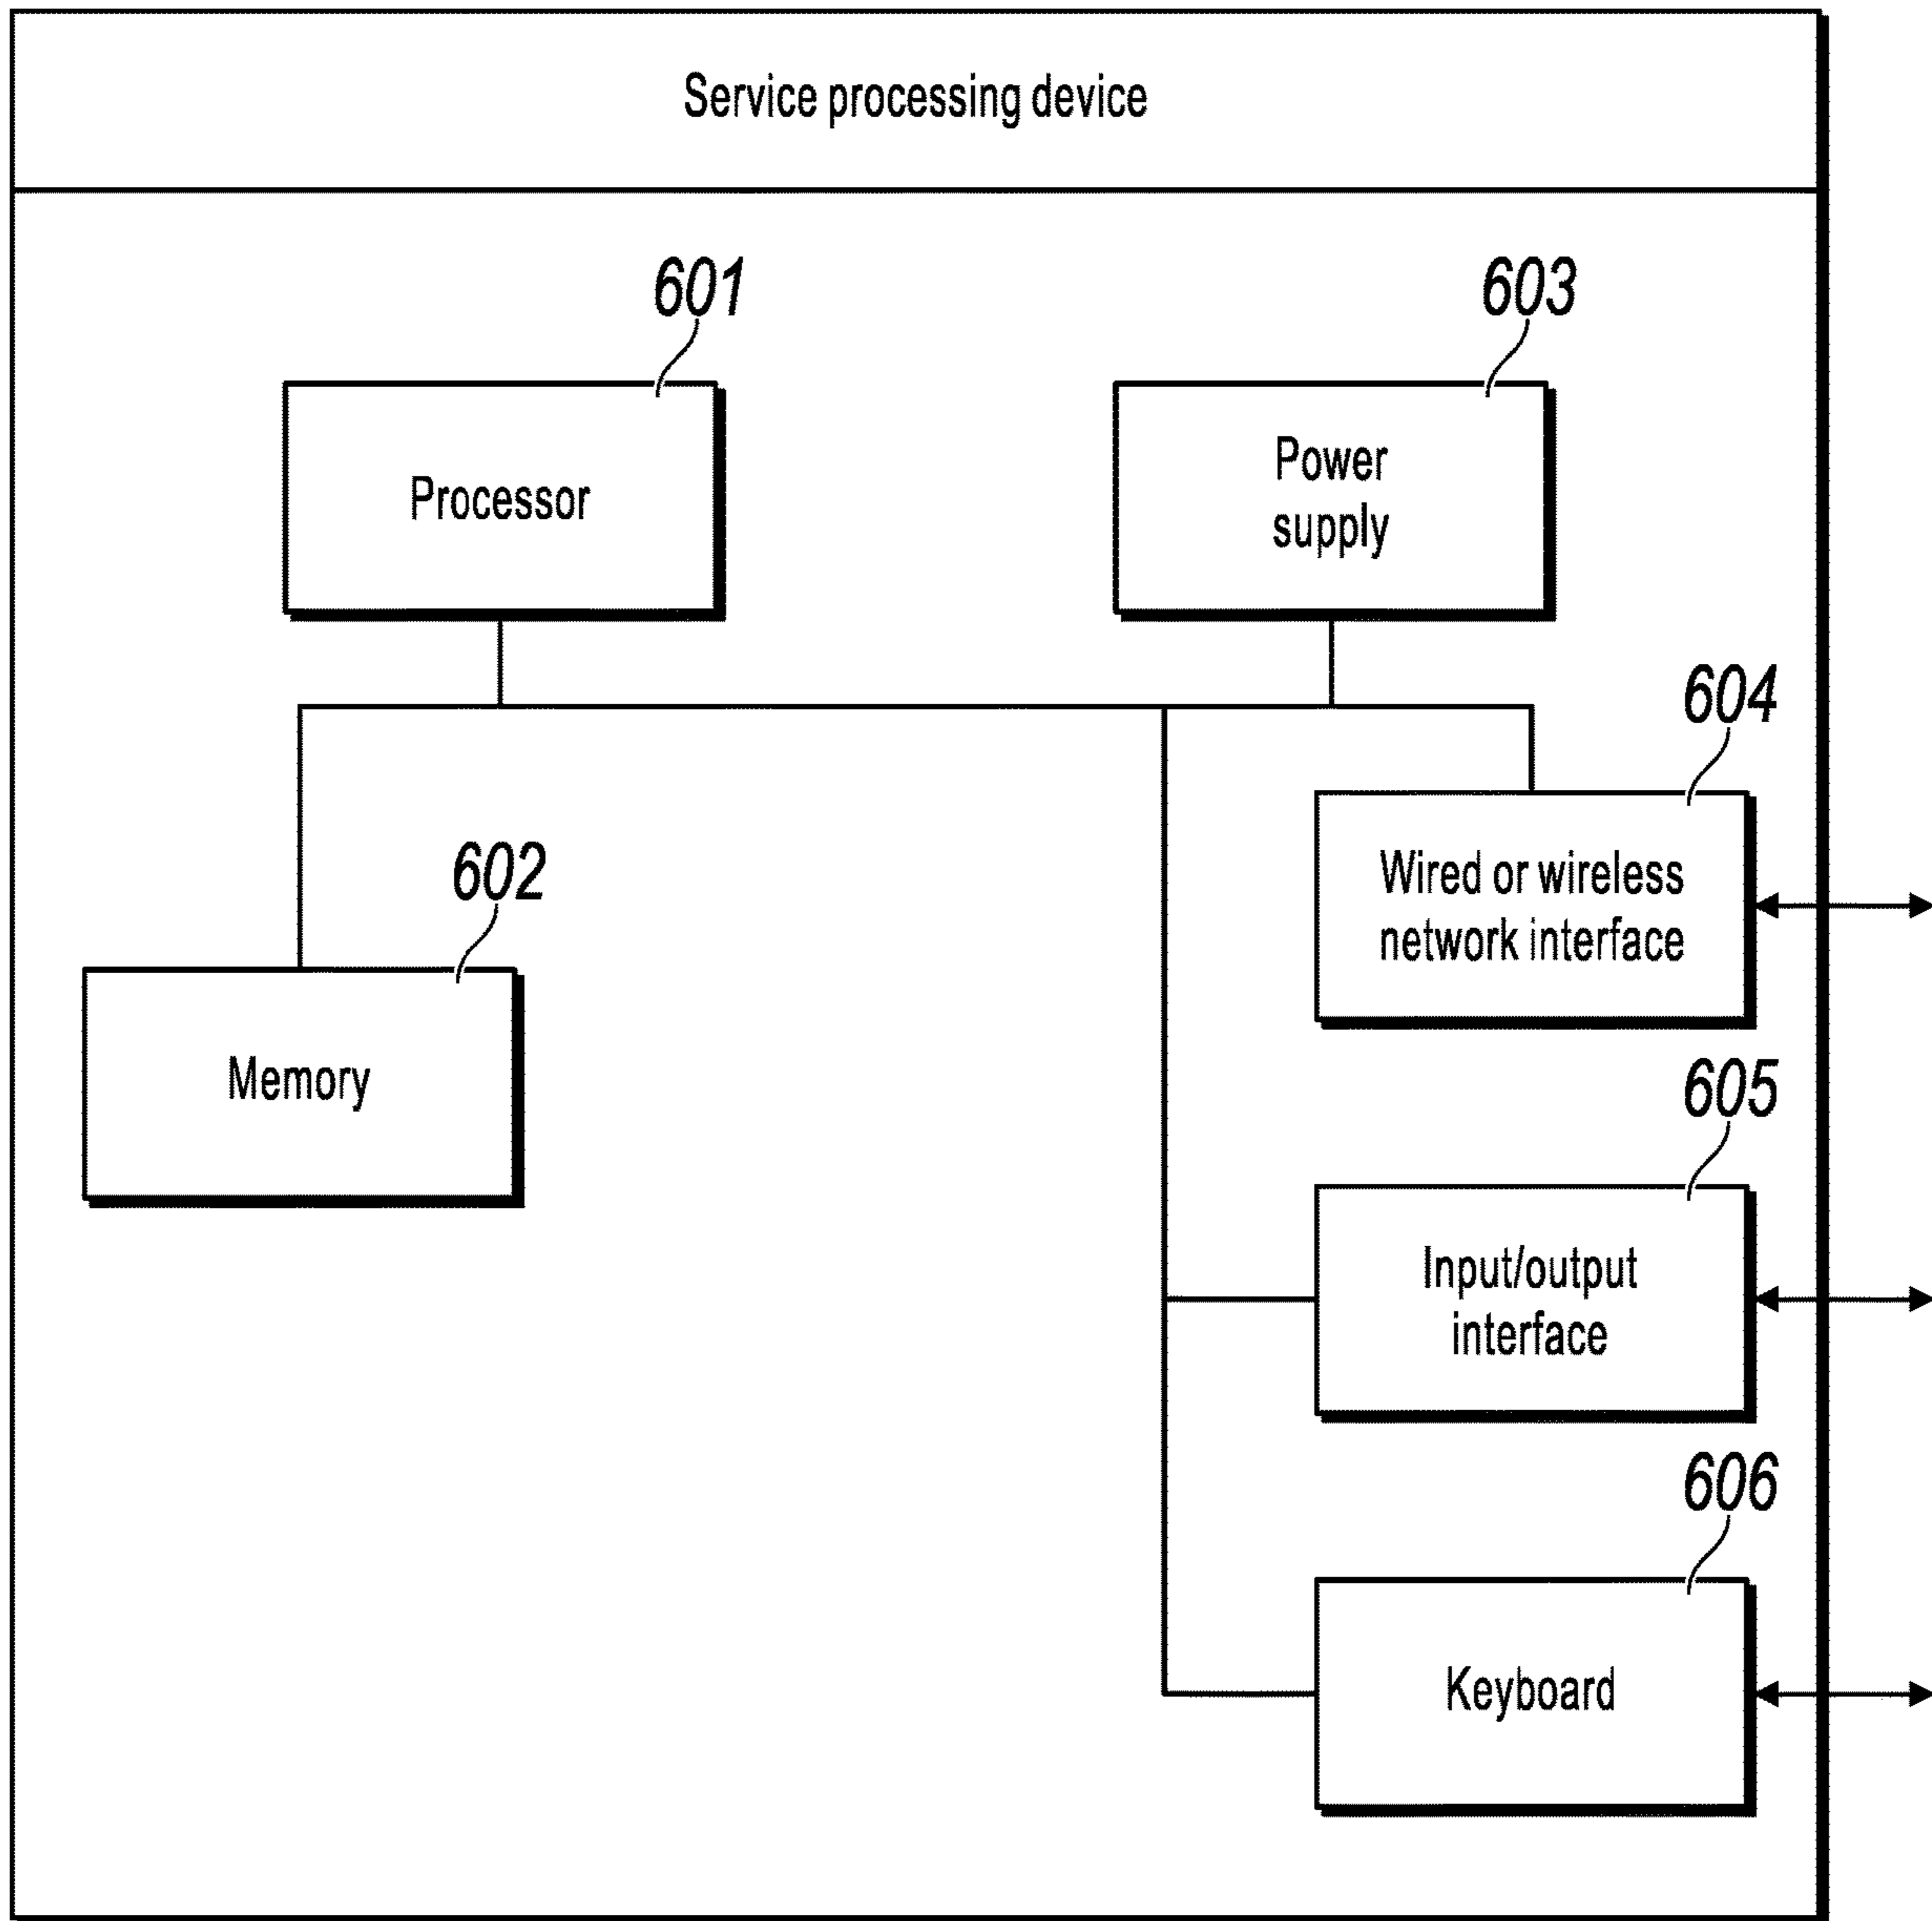 Service processing device
601
603
Processor
Power
supply
604
602
Wired or wireless
network interface
Memory
605
Input/output
interface
606
Keyboard